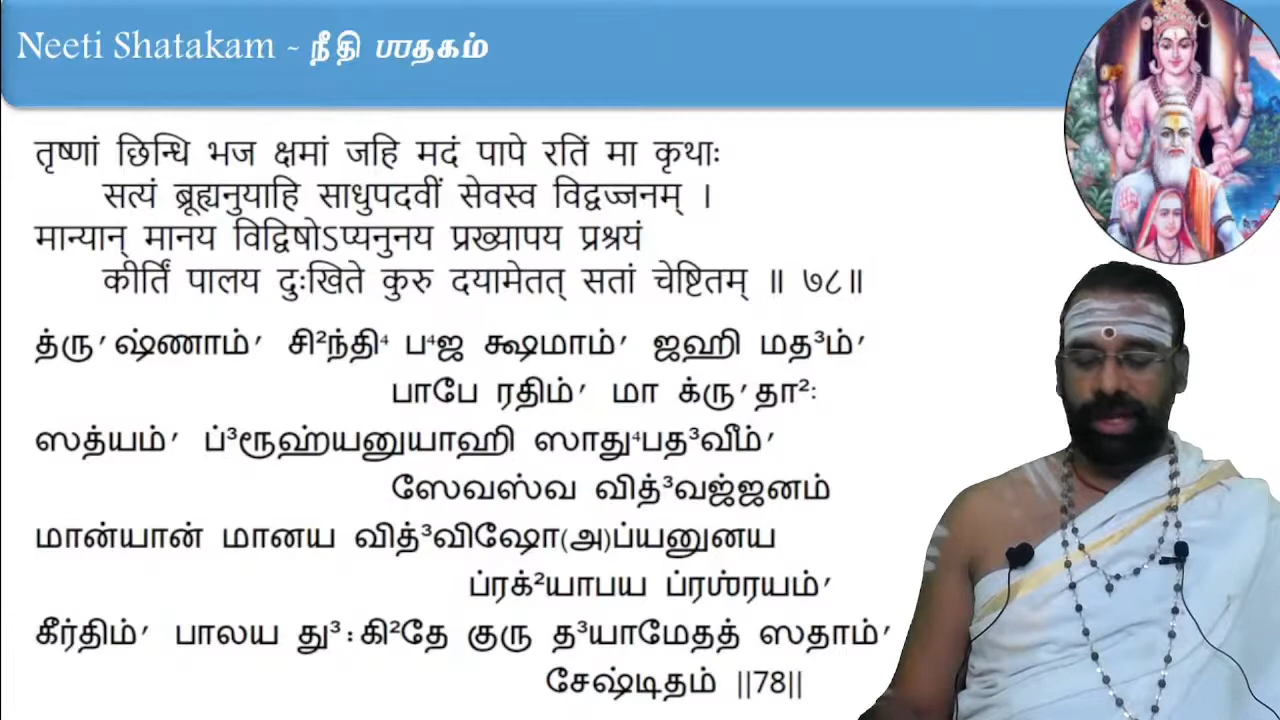 Neeti Shatakam - நீதி ஶதகம்
तृष्णां छिन्धि भज क्षमां जहि मदं पापे रतिं मा कृथाः
सत्यं ब्रूह्यनुयाहि साधुपदवीं सेवस्व विद्वज्जनम् ।
मान्यान् मानय विद्विषोऽप्यनुनय प्रख्यापय प्रश्रयं
कीर्तिं पालय दुःखिते कुरु दयामेतत् सतां चेष्टितम् ॥ ७८॥
த்ரு’ஷ்ணாம்’ சி²ந்தி⁴ ப⁴ஜ க்ஷமாம்’ ஜஹி மத³ம்’
பாபே ரதிம்’ மா க்ரு’தா²:
ஸத்யம்’ ப்³ரூஹ்யனுயாஹி ஸாது⁴பத³வீம்’
ஸேவஸ்வ வித்³வஜ்ஜனம்
மான்யான் மானய வித்³விஷோ(அ)ப்யனுனய
ப்ரக்²யாபய ப்ரஶ்ரயம்’
கீர்திம்’ பாலய து³:கி²தே குரு த³யாமேதத் ஸதாம்’
சேஷ்டிதம் ||78||